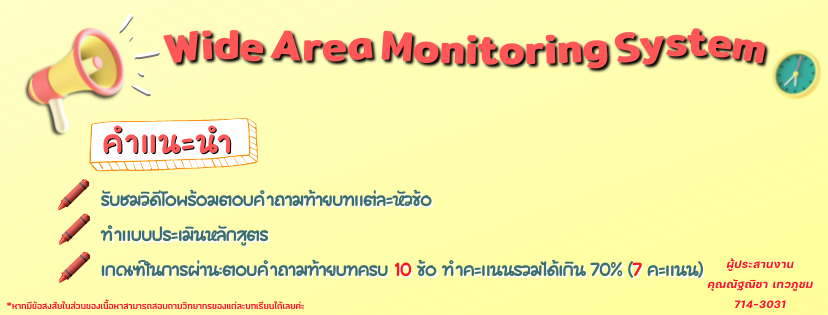 Wide Area Monitoring System
คำแนะนำ
รับชมวิดีโอพร้อมตอบคำถามท้ายบทแต่ละหัวข้อ
ทำแบบประเมินหลักสูตร
เกณฑ์ในการผ่าน:ตอบคำถามท้ายบทครบ 10 ข้อ ทำคะแนนรวมได้เกิน 70% (7 คะแนน)
ผู้ประสานงาน
คุณณัฐณิชา เทวภูชม
714-3031
*หากมีข้อสงสัยในส่วนของเนื้อหาสามารถสอบถามวิทยากรของแต่ละบทเรียนได้เลยค่ะ